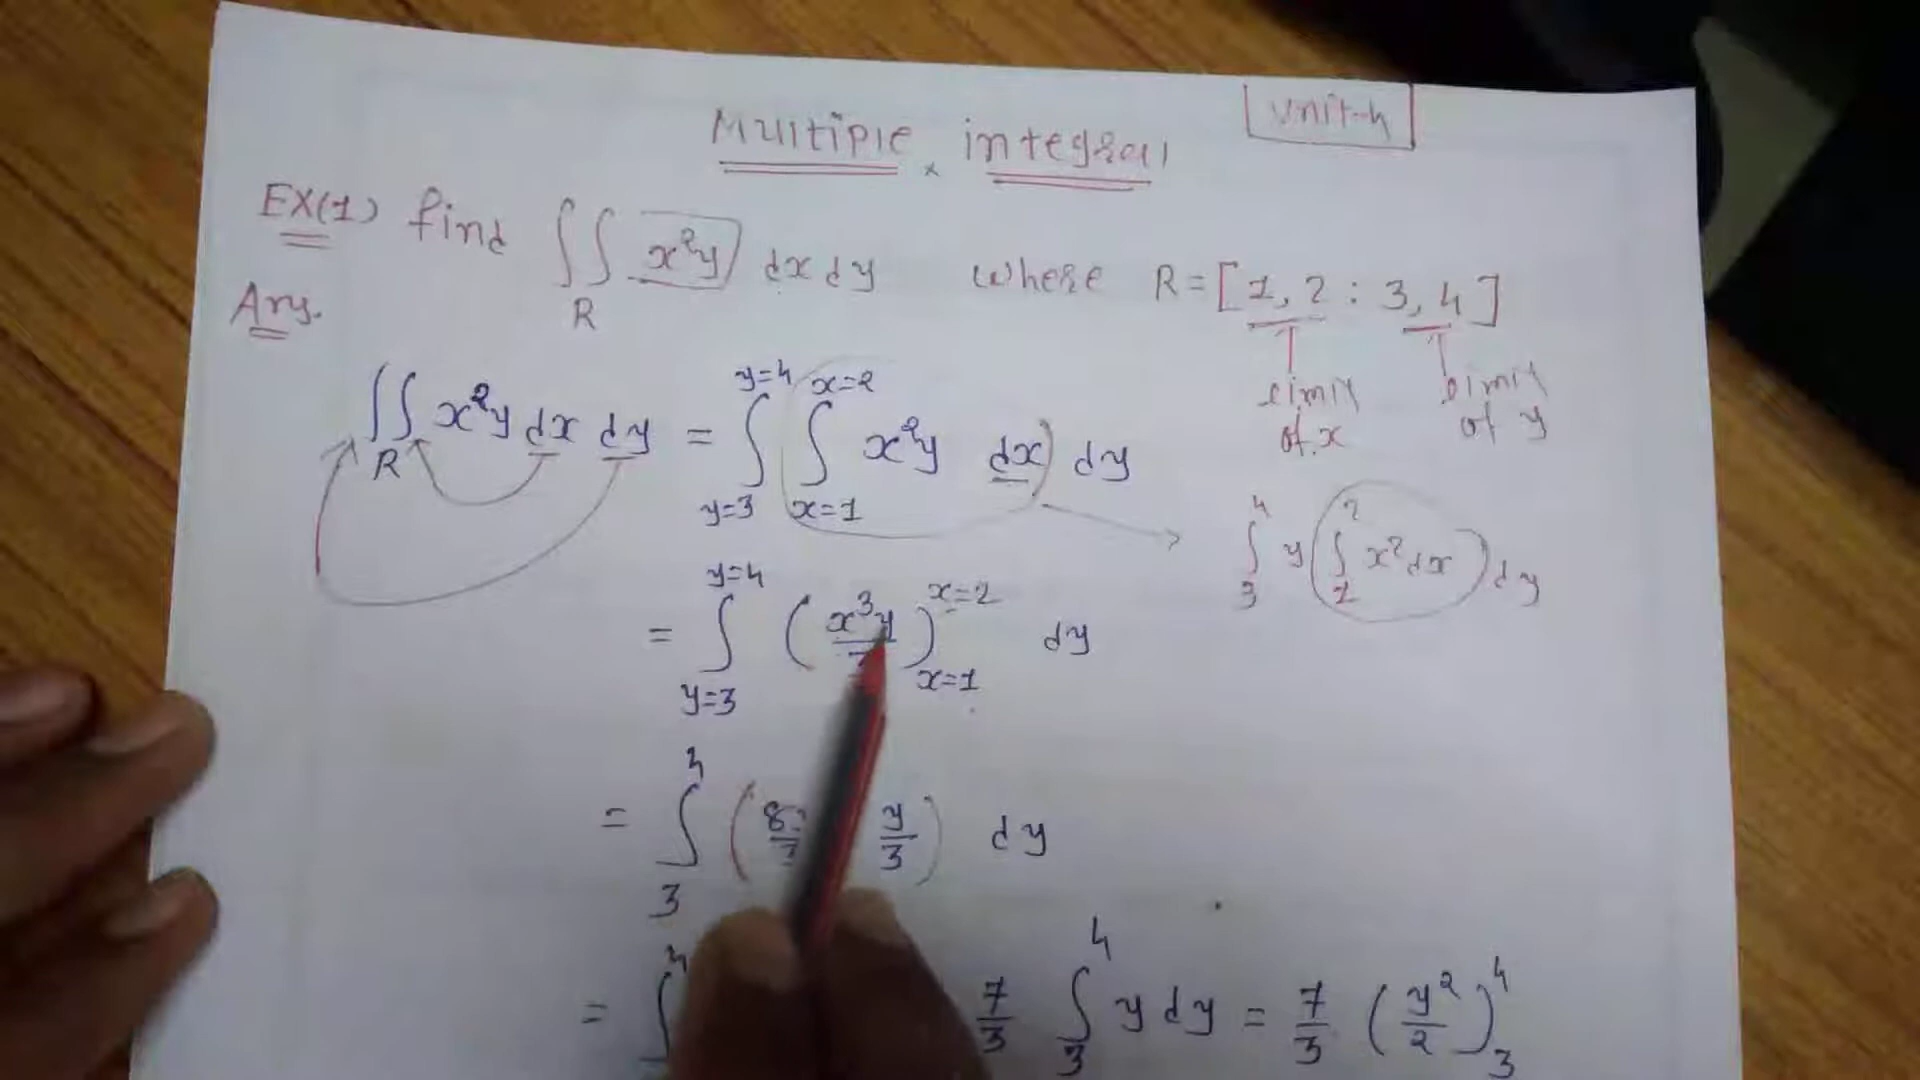 Multiple integral
Unit-4
EX(1) find ∫∫_R x²y dx dy where R = [1, 2 : 3, 4]
Ans.
limit of x
limit of y
∫∫_R x²y dx dy = ∫_{y=3}^{y=4} ∫_{x=1}^{x=2} x²y dx dy
∫_3^4 y ( ∫_1^2 x² dx ) dy
= ∫_{y=3}^{y=4} ( x³y / )_{x=1}^{x=2} dy
= ∫_3^4 ( 8 /3 y/3 ) dy
= ∫^4 7/3 ∫_3^4 y dy = 7/3 ( y²/2 )_3^4